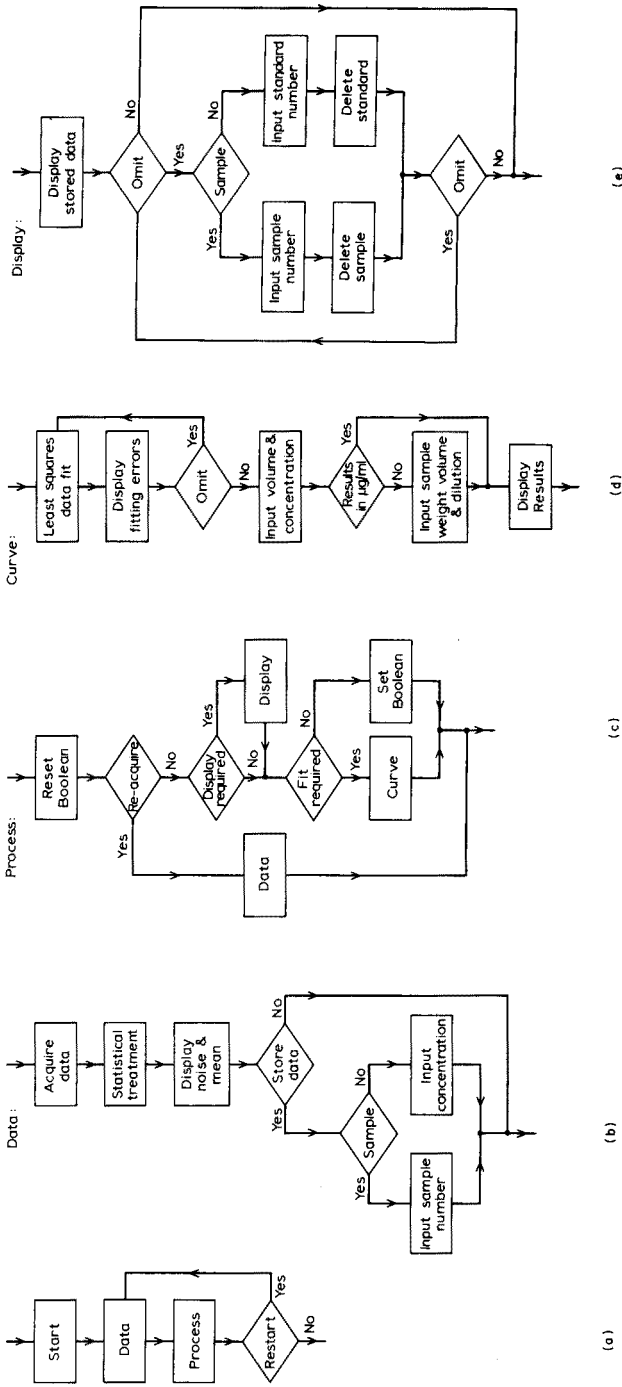 Start
Data
Process
Restart
Yes
No
(a)
Data:
Acquire
data
Statistical
treatment
Display
noise &
mean
Store
data
Yes
No
Sample
Yes
No
Input sample
number
Input
concentration
(b)
Process:
Reset
Boolean
Re-acquire
Yes
No
Display
required
Yes
No
Display
Data
Fit
required
No
Yes
Curve
Set
Boolean
(c)
Curve:
Least squares
data fit
Display
fitting errors
Omit
Yes
No
Input volume &
concentration
Results
in µg/ml
Yes
No
Input sample
weight volume
& dilution
Display
Results
(d)
Display:
Display
stored data
Omit
No
Yes
Sample
Yes
No
Input sample
number
Input standard
number
Delete
sample
Delete
standard
Omit
Yes
No
(e)